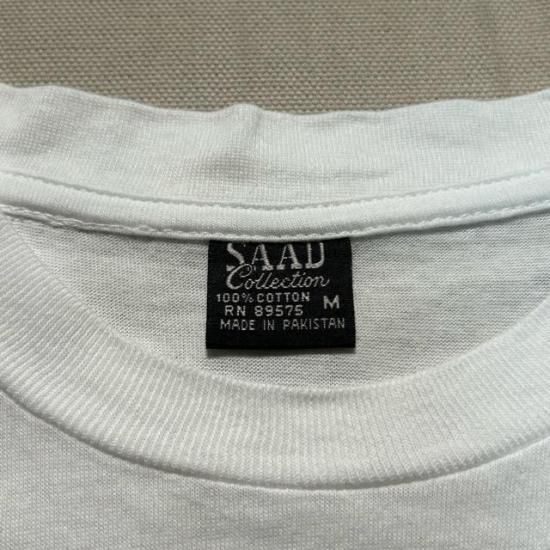 SAAD
Collection
100% COTTON M
RN 89575
MADE IN PAKISTAN